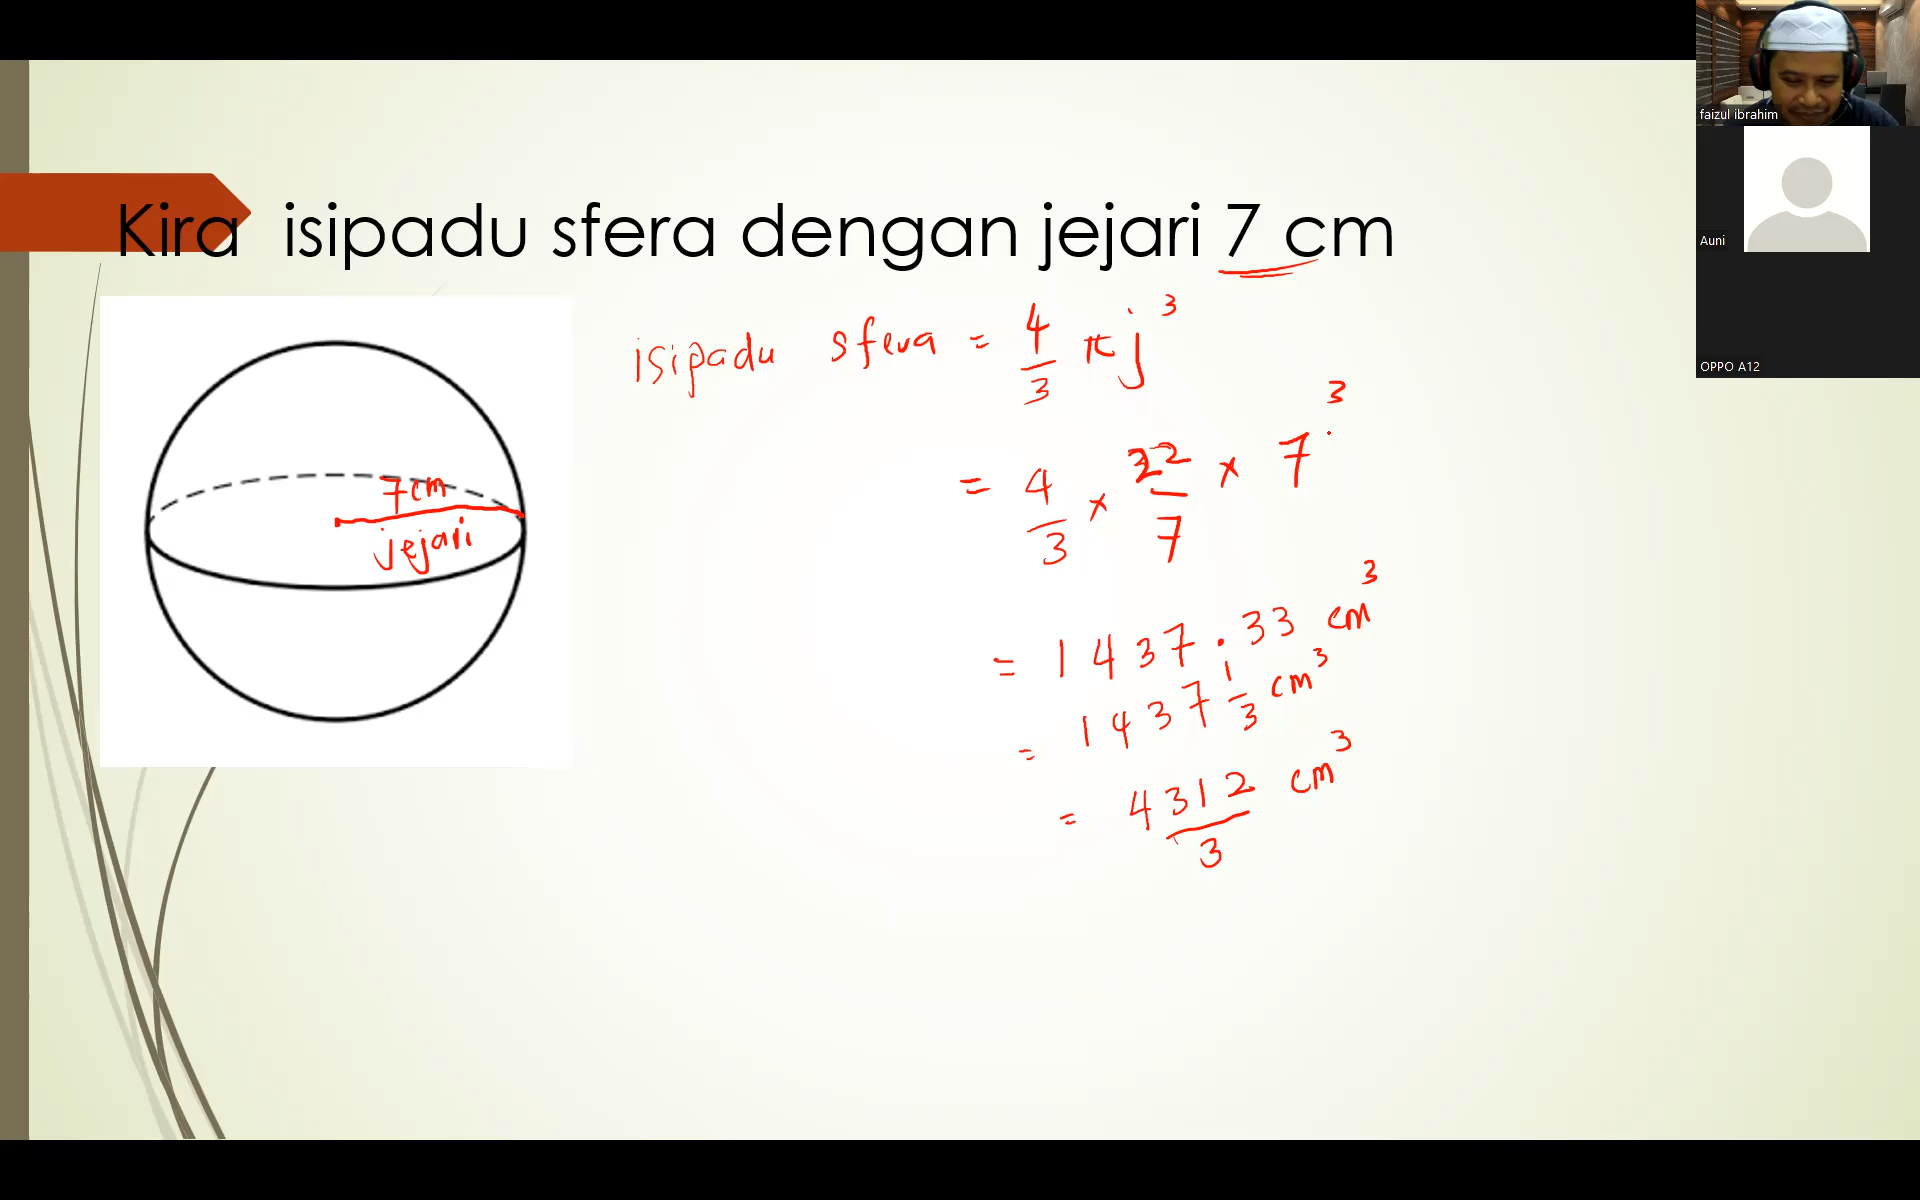 Kira isipadu sfera dengan jejari 7 cm
isipadu sfera = 4/3 π j³
= 4/3 × 22/7 × 7³
= 1437.33 cm³
= 1437 1/3 cm³
= 4312/3 cm³
7cm
jejari
faizul ibrahim
Auni
OPPO A12